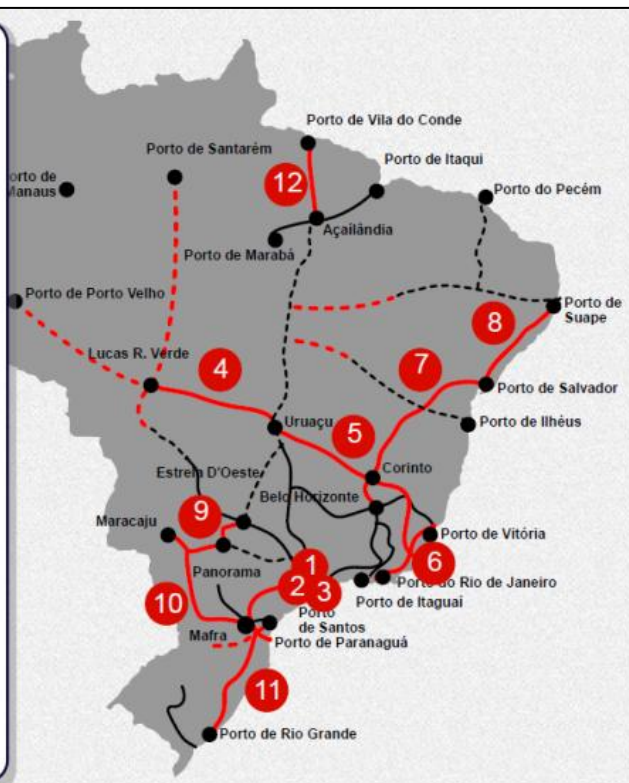 Porto de Vila do Conde
Porto de Santarém
Porto de Itaqui
12
orto de
Manaus
Porto do Pecém
Açailândia
Porto de Marabá
Porto de Porto Velho
Porto de
Suape
8
Lucas R. Verde
4
7
Porto de Salvador
Uruaçu
5
Porto de Ilhéus
Corinto
Estrela D'Oeste
Belo Horizonte
9
Maracaju
Porto de Vitória
Panorama
1
6
2
3
Porto do Rio de Janeiro
10
Porto de Itaguaí
Porto
de Santos
Mafra
Porto de Paranaguá
11
Porto de Rio Grande